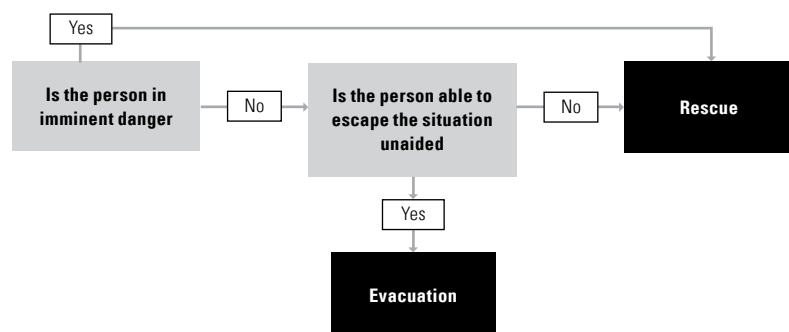 Yes
Is the person in
imminent danger
No
Is the person able to
escape the situation
unaided
No
Rescue
Yes
Evacuation